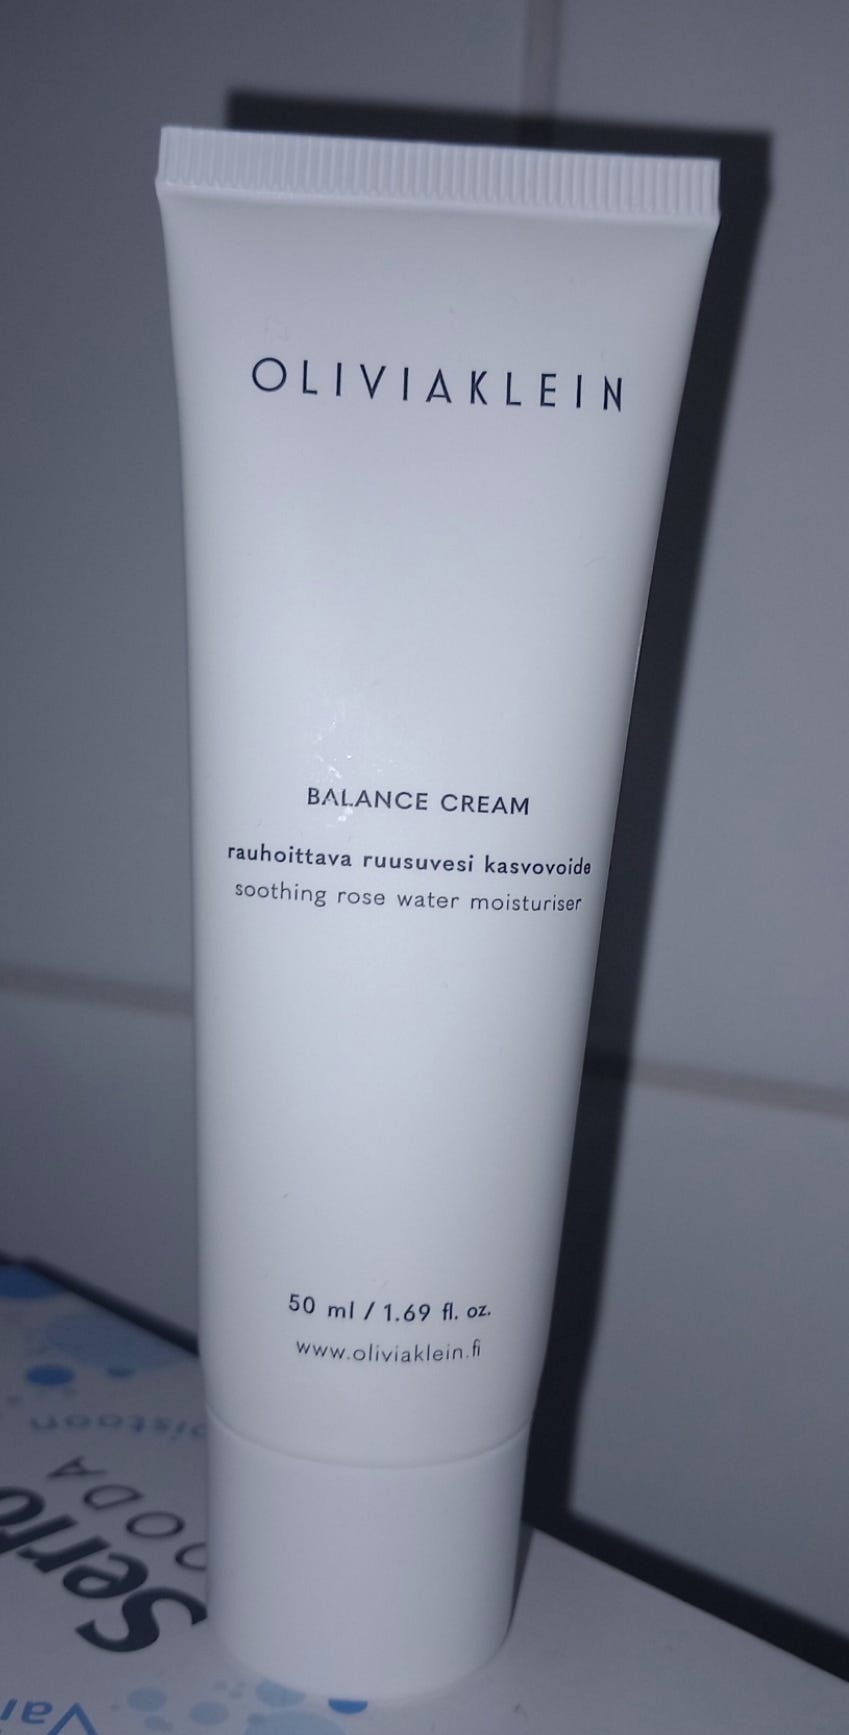 OLIVIAKLEIN
BALANCE CREAM
rauhoittava ruusuvesi kasvovoide
soothing rose water moisturiser
50 ml / 1.69 fl. oz.
www.oliviaklein.fi